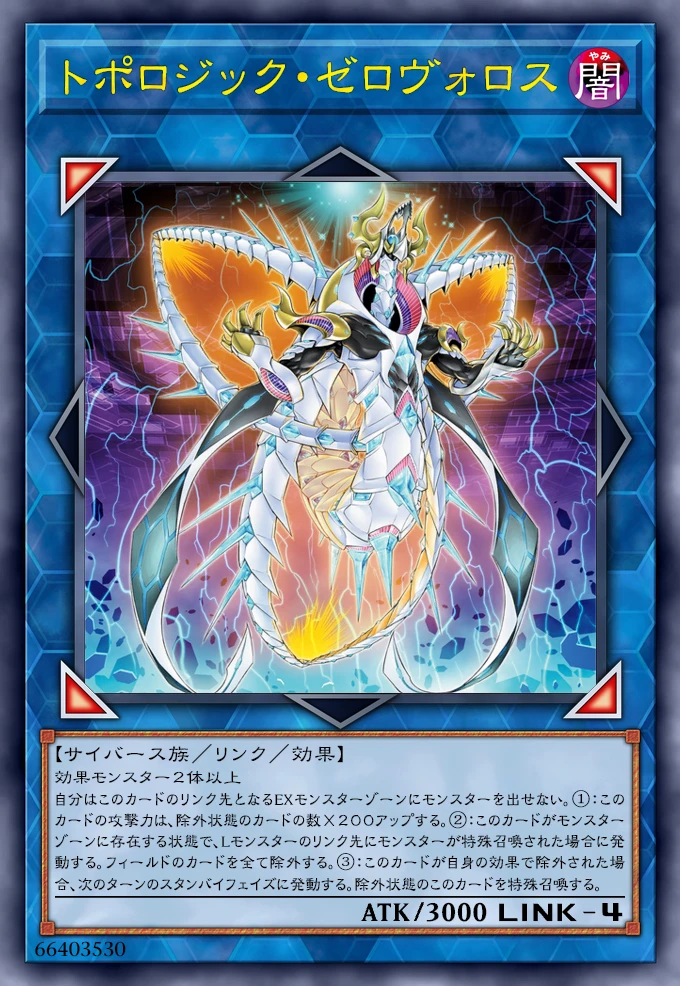 トポロジック・ゼロヴォロス
やみ
闇
【サイバース族／リンク／効果】
効果モンスター２体以上
自分はこのカードのリンク先となるEXモンスターゾーンにモンスターを出せない。①：この
カードの攻撃力は、除外状態のカードの数×２００アップする。②：このカードがモンスター
ゾーンに存在する状態で、Lモンスターのリンク先にモンスターが特殊召喚された場合に発
動する。フィールドのカードを全て除外する。③：このカードが自身の効果で除外された場
合、次のターンのスタンバイフェイズに発動する。除外状態のこのカードを特殊召喚する。
ATK/3000 LINK-4
66403530